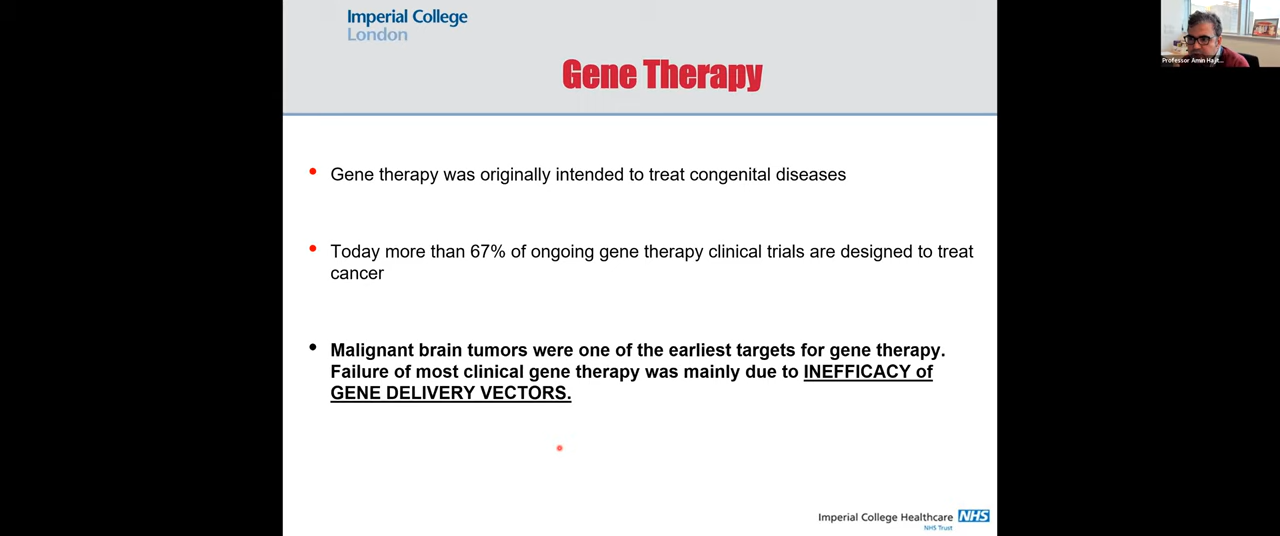 Imperial College
London
Gene Therapy
Professor Amin Hajt...
• Gene therapy was originally intended to treat congenital diseases
• Today more than 67% of ongoing gene therapy clinical trials are designed to treat
cancer
• Malignant brain tumors were one of the earliest targets for gene therapy.
Failure of most clinical gene therapy was mainly due to INEFFICACY of
GENE DELIVERY VECTORS.
Imperial College Healthcare NHS
NHS Trust